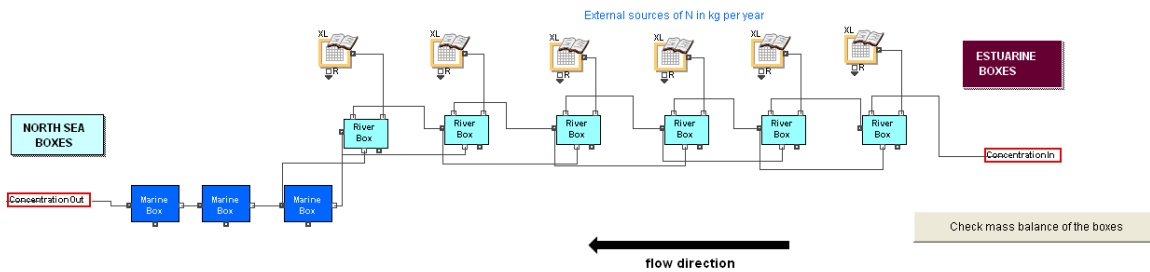 External sources of N in kg per year
XL
XL
XL
XL
XL
XL
R
R
R
R
R
R
ESTUARINE
BOXES
NORTH SEA
BOXES
River
Box
River
Box
River
Box
River
Box
River
Box
River
Box
ConcentrationIn
ConcentrationOut
Marine
Box
Marine
Box
Marine
Box
Check mass balance of the boxes
flow direction